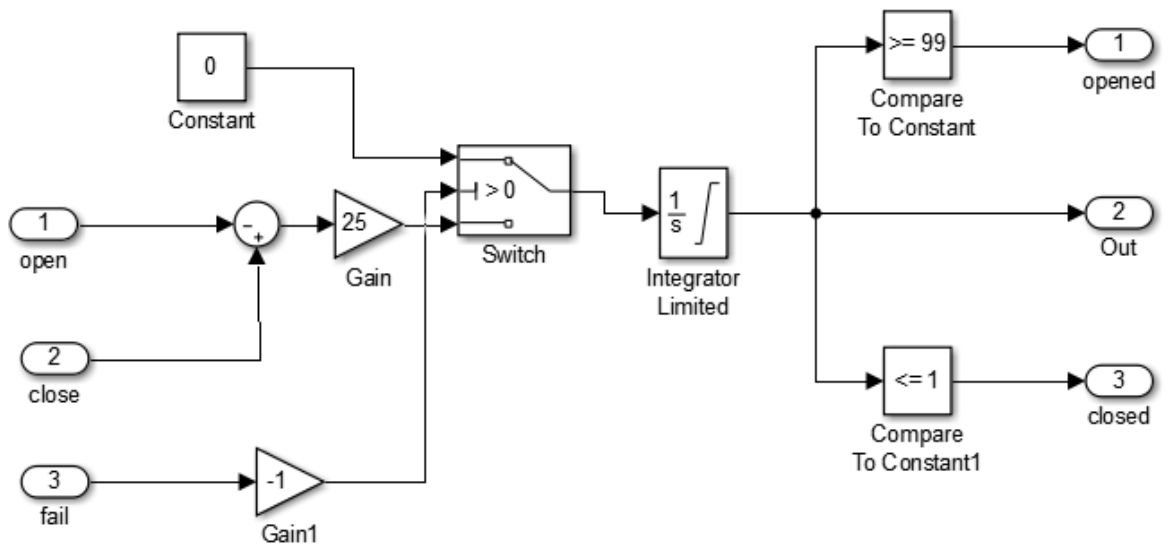 0
Constant
>= 99
1
opened
Compare
To Constant
> 0
Switch
1
open
-
+
25
Gain
1
s
Integrator
Limited
2
Out
2
close
<= 1
3
closed
Compare
To Constant1
3
fail
-1
Gain1